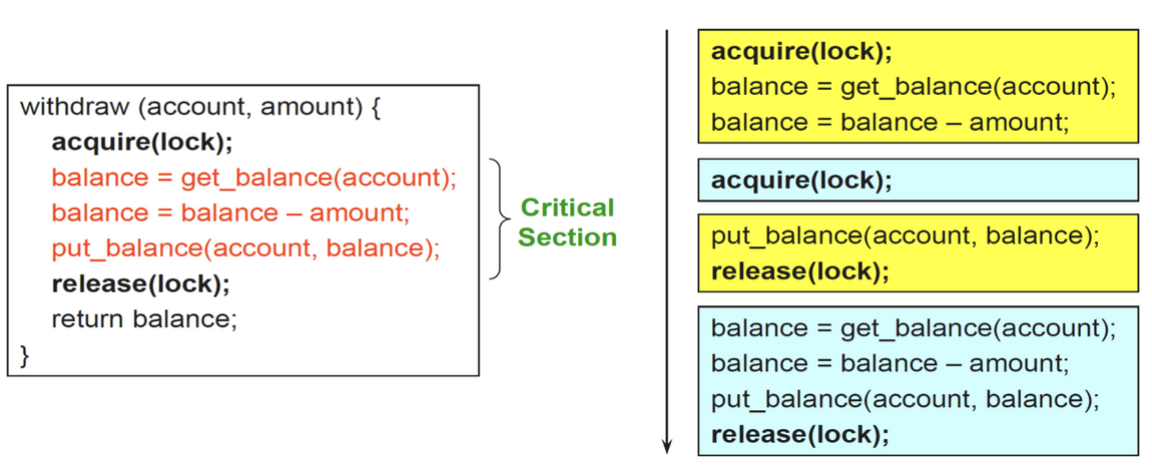 withdraw (account, amount) {
acquire(lock);
balance = get_balance(account);
balance = balance – amount;
put_balance(account, balance);
release(lock);
return balance;
}
Critical
Section
acquire(lock);
balance = get_balance(account);
balance = balance – amount;
acquire(lock);
put_balance(account, balance);
release(lock);
balance = get_balance(account);
balance = balance – amount;
put_balance(account, balance);
release(lock);